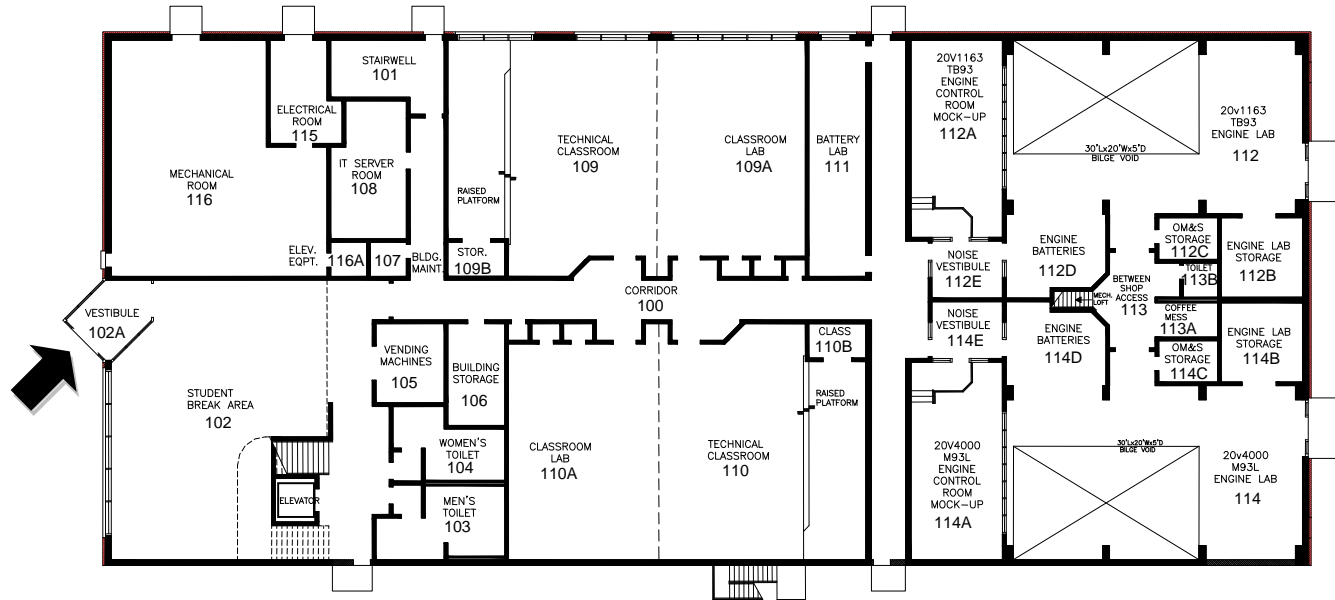 STAIRWELL
101
ELECTRICAL
ROOM
115
IT SERVER
ROOM
108
MECHANICAL
ROOM
116
ELEV.
EQPT.
116A
107
BLDG.
MAINT.
RAISED
PLATFORM
STOR.
109B
TECHNICAL
CLASSROOM
109
CLASSROOM
LAB
109A
BATTERY
LAB
111
20V1163
TB93
ENGINE
CONTROL
ROOM
MOCK-UP
112A
30'Lx20'Wx5'D
BILGE VOID
20v1163
TB93
ENGINE LAB
112
NOISE
VESTIBULE
112E
ENGINE
BATTERIES
112D
OM&S
STORAGE
112C
ENGINE LAB
STORAGE
112B
TOILET
113B
BETWEEN
SHOP
ACCESS
113
MECH.
LOFT
COFFEE
MESS
113A
CORRIDOR
100
VESTIBULE
102A
STUDENT
BREAK AREA
102
VENDING
MACHINES
105
BUILDING
STORAGE
106
WOMEN'S
TOILET
104
MEN'S
TOILET
103
ELEVATOR
CLASSROOM
LAB
110A
TECHNICAL
CLASSROOM
110
CLASS
110B
RAISED
PLATFORM
NOISE
VESTIBULE
114E
ENGINE
BATTERIES
114D
OM&S
STORAGE
114C
ENGINE LAB
STORAGE
114B
20V4000
M93L
ENGINE
CONTROL
ROOM
MOCK-UP
114A
30'Lx20'Wx5'D
BILGE VOID
20v4000
M93L
ENGINE LAB
114